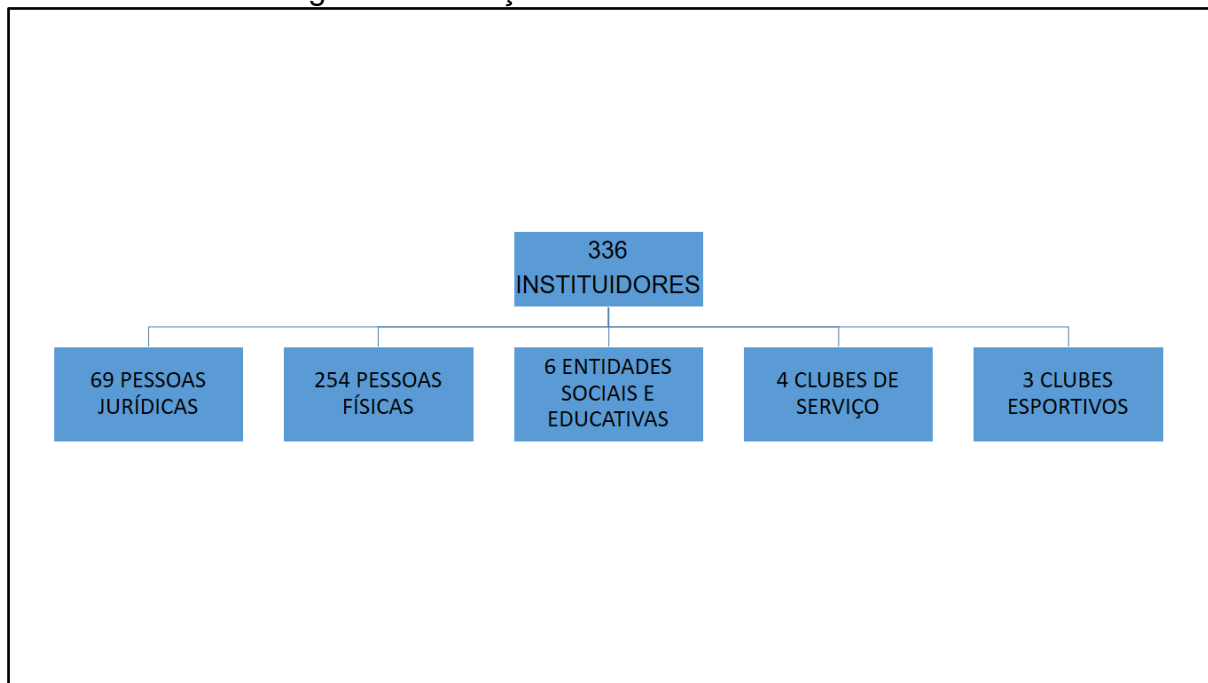 336
INSTITUIDORES
69 PESSOAS
JURÍDICAS
254 PESSOAS
FÍSICAS
6 ENTIDADES
SOCIAIS E
EDUCATIVAS
4 CLUBES DE
SERVIÇO
3 CLUBES
ESPORTIVOS